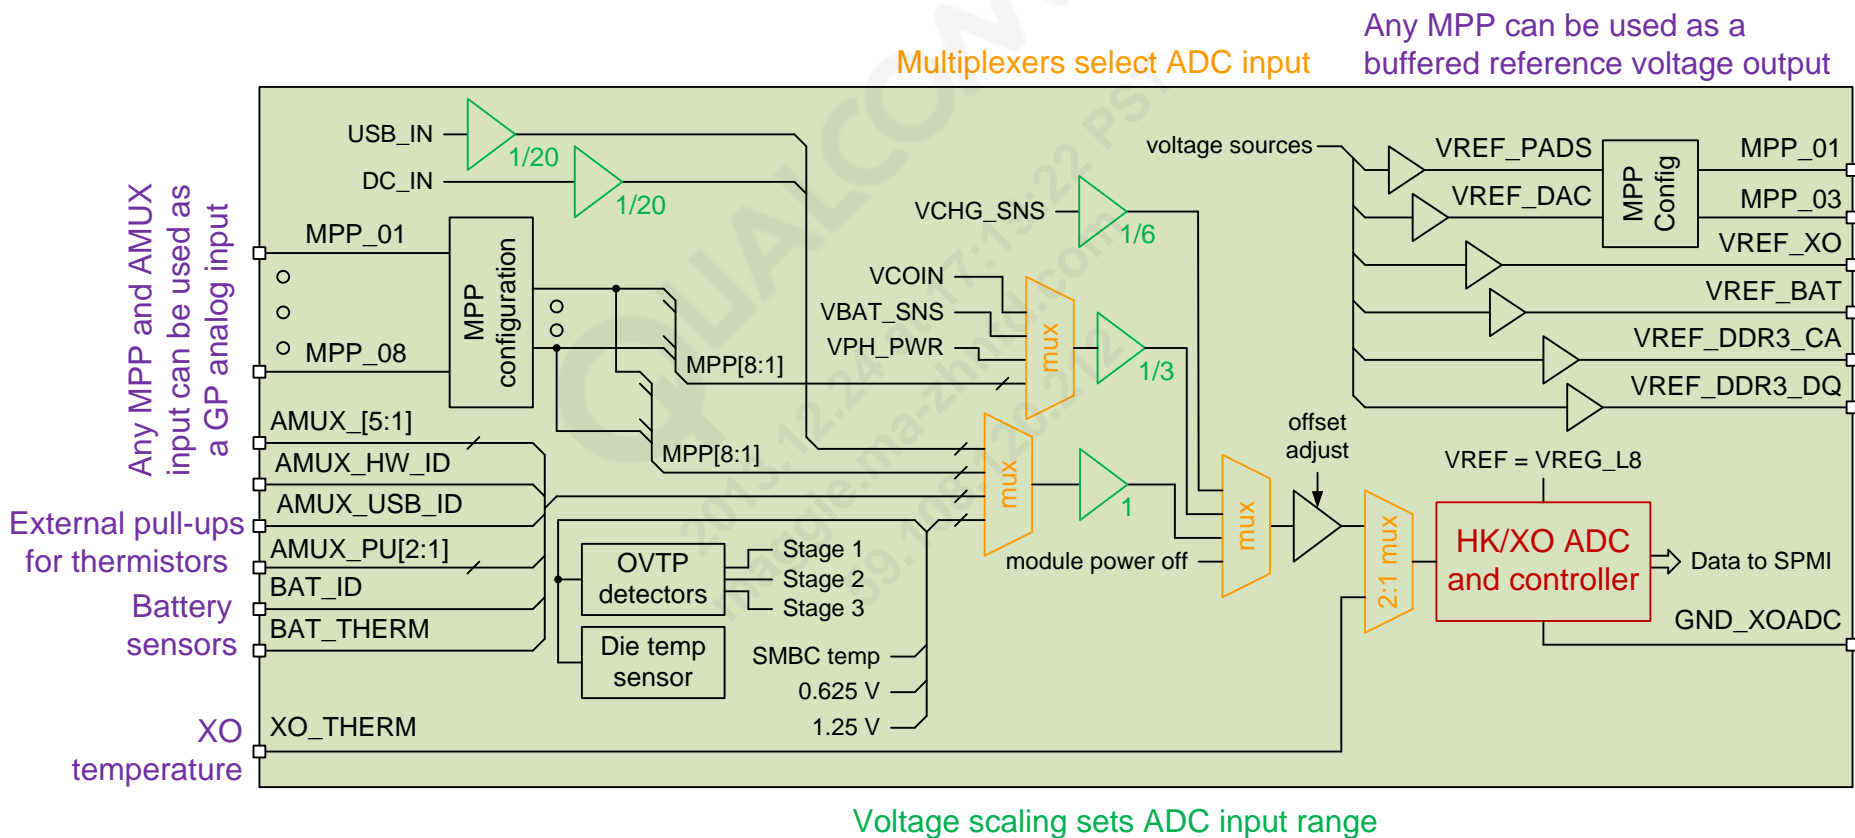 Any MPP can be used as a
buffered reference voltage output
Multiplexers select ADC input
Any MPP and AMUX
input can be used as
a GP analog input
External pull-ups
for thermistors
Battery
sensors
XO
temperature
USB_IN
1/20
DC_IN
1/20
MPP_01
MPP_08
MPP
configuration
MPP[8:1]
MPP[8:1]
AMUX_[5:1]
AMUX_HW_ID
AMUX_USB_ID
AMUX_PU[2:1]
BAT_ID
BAT_THERM
XO_THERM
OVTP
detectors
Stage 1
Stage 2
Stage 3
Die temp
sensor
SMBC temp
0.625 V
1.25 V
VCHG_SNS
1/6
VCOIN
VBAT_SNS
VPH_PWR
mux
1/3
mux
1
module power off
mux
offset
adjust
2:1 mux
VREF = VREG_L8
HK/XO ADC
and controller
Data to SPMI
GND_XOADC
voltage sources
VREF_PADS
VREF_DAC
MPP
Config
MPP_01
MPP_03
VREF_XO
VREF_BAT
VREF_DDR3_CA
VREF_DDR3_DQ
Voltage scaling sets ADC input range